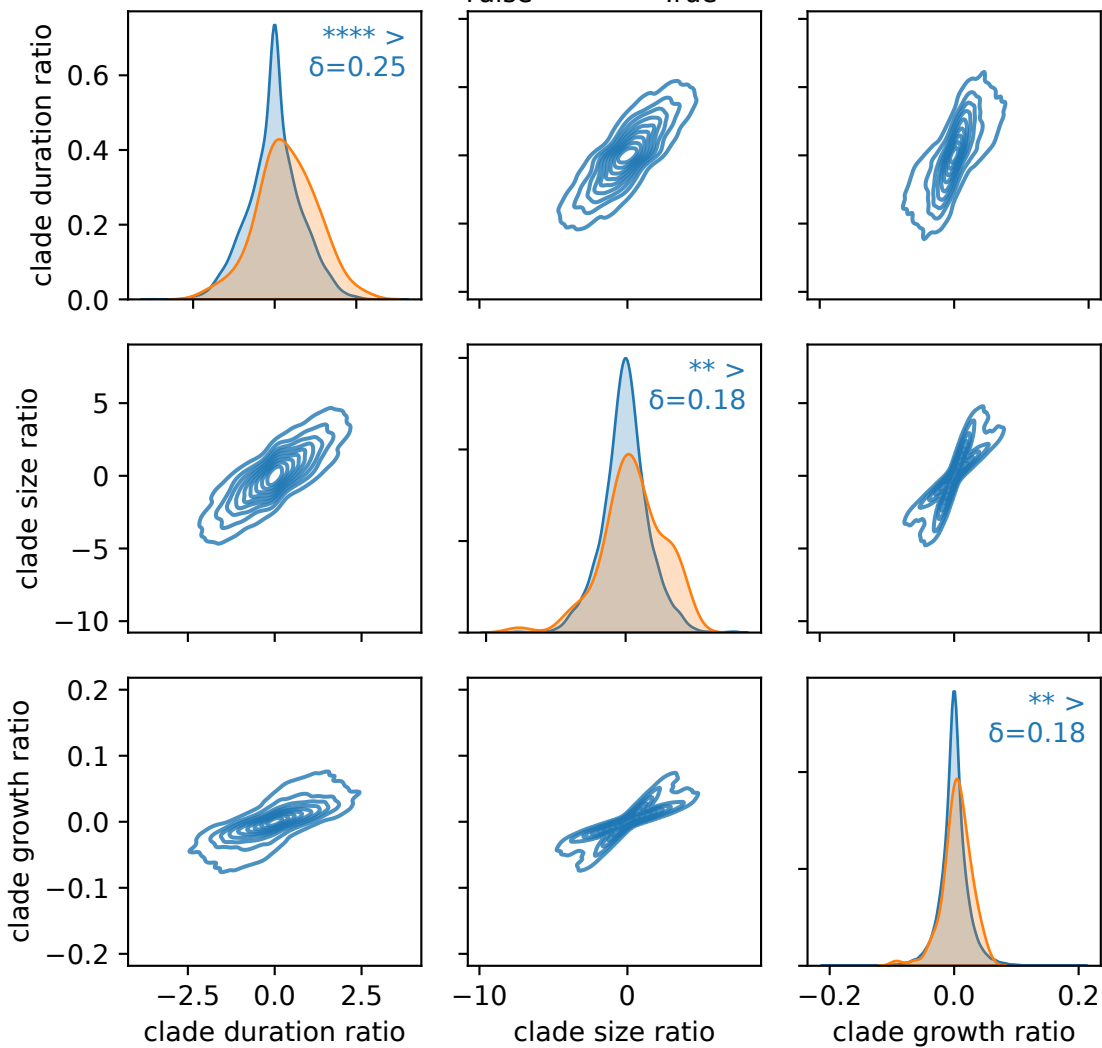 False True
clade duration ratio
0.6
0.4
0.2
0.0
**** >
δ=0.25
clade size ratio
5
0
−5
−10
** >
δ=0.18
clade growth ratio
0.2
0.1
0.0
−0.1
−0.2
** >
δ=0.18
−2.5 0.0 2.5
−10 0
−0.2 0.0 0.2
clade duration ratio
clade size ratio
clade growth ratio